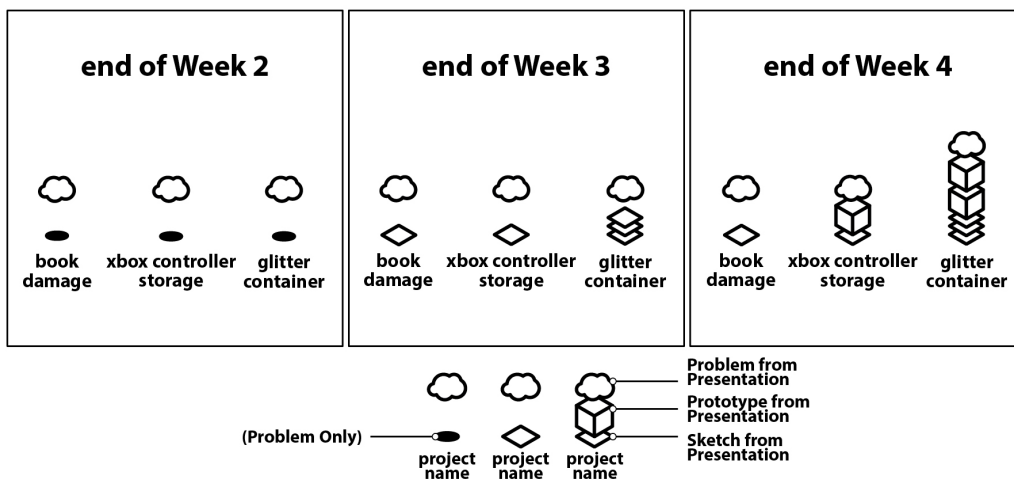 end of Week 2
book
damage
xbox controller
storage
glitter
container
end of Week 3
book
damage
xbox controller
storage
glitter
container
end of Week 4
book
damage
xbox controller
storage
glitter
container
(Problem Only)
project
name
project
name
project
name
Problem from
Presentation
Prototype from
Presentation
Sketch from
Presentation